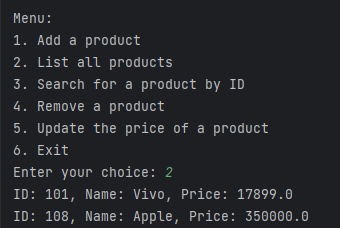 Menu:
1. Add a product
2. List all products
3. Search for a product by ID
4. Remove a product
5. Update the price of a product
6. Exit
Enter your choice: 2
ID: 101, Name: Vivo, Price: 17899.0
ID: 108, Name: Apple, Price: 350000.0